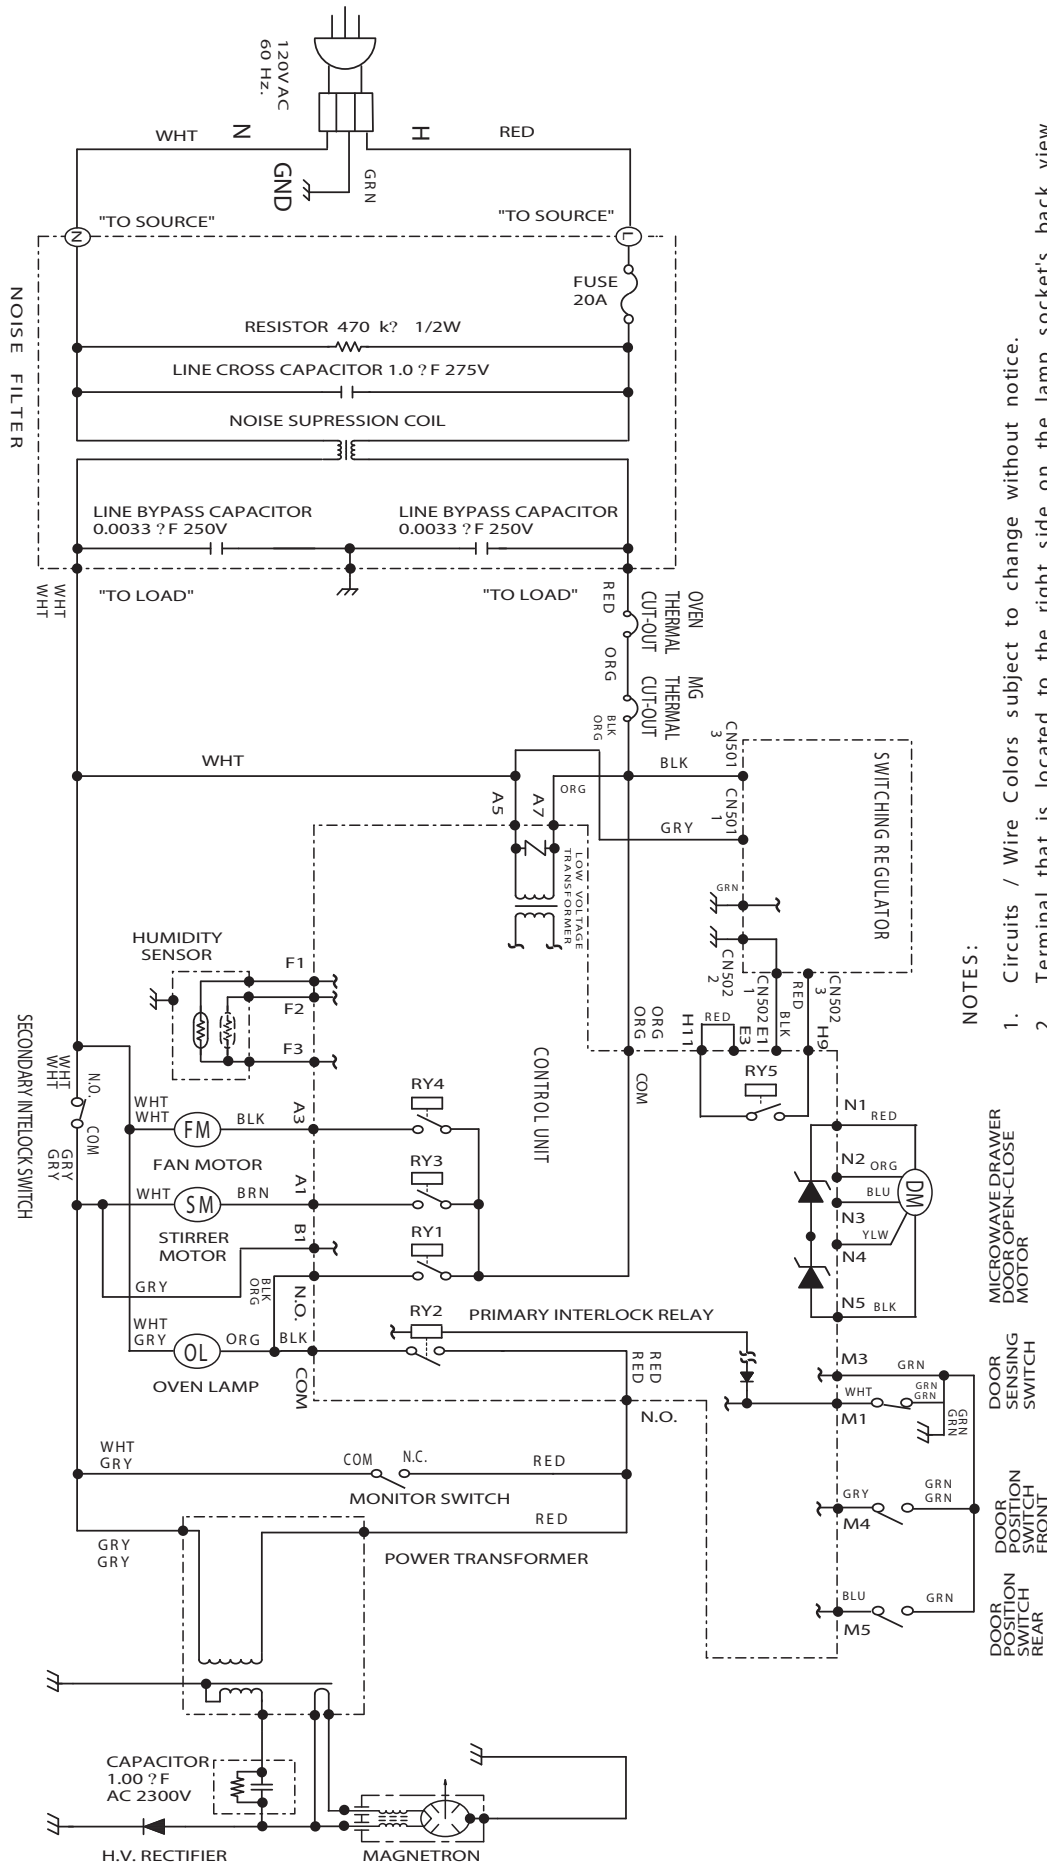 120V AC
60 Hz.
WHT
N
H
RED
GND
GRN
"TO SOURCE"
"TO SOURCE"
N
L
NOISE FILTER
FUSE
20A
RESISTOR 470 k? 1/2W
LINE CROSS CAPACITOR 1.0 ?F 275V
NOISE SUPRESSION COIL
LINE BYPASS CAPACITOR
0.0033 ?F 250V
LINE BYPASS CAPACITOR
0.0033 ?F 250V
WHT
WHT
"TO LOAD"
"TO LOAD"
RED
OVEN
THERMAL
CUT-OUT
ORG
MG
THERMAL
CUT-OUT
BLK
ORG
WHT
A5
A7
ORG
BLK
GRY
CN501
3
CN501
1
SWITCHING REGULATOR
LOW VOLTAGE
TRANSFORMER
GRN
CN502
2
CN502
1
CN502
3
RED
BLK
HUMIDITY
SENSOR
F1
F2
F3
ORG
ORG
H11
RED
E3
E1
H9
COM
RY5
CONTROL UNIT
SECONDARY INTELOCK SWITCH
WHT
WHT
N.O.
COM
GRY
GRY
WHT
WHT
FM
BLK
A3
RY4
FAN MOTOR
WHT
SM
BRN
A1
RY3
STIRRER
MOTOR
B1
RY1
GRY
BLK
ORG
N.O.
RY2
PRIMARY INTERLOCK RELAY
WHT
GRY
OL
ORG
BLK
COM
OVEN LAMP
RED
RED
N.O.
N1
RED
N2
ORG
BLU
N3
YLW
N4
N5
BLK
DM
MICROWAVE DRAWER
DOOR OPEN-CLOSE
MOTOR
M3
GRN
WHT
GRN
GRN
M1
GRN
GRN
DOOR
SENSING
SWITCH
GRY
GRN
GRN
M4
DOOR
POSITION
SWITCH
FRONT
BLU
GRN
M5
DOOR
POSITION
SWITCH
REAR
WHT
GRY
COM
N.C.
RED
MONITOR SWITCH
RED
GRY
GRY
POWER TRANSFORMER
CAPACITOR
1.00 ?F
AC 2300V
H.V. RECTIFIER
MAGNETRON
NOTES:
1. Circuits / Wire Colors subject to change without notice.
2. Terminal that is located to the right side on the lamp socket's back view